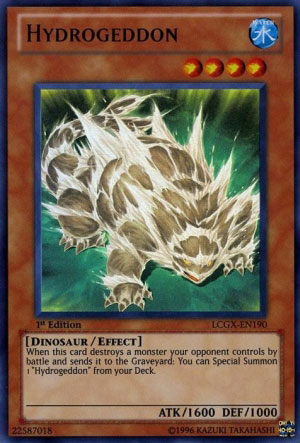 HYDROGEDDON
WATER
水
1st Edition
LCGX-EN190
[DINOSAUR / EFFECT]
When this card destroys a monster your opponent controls by
battle and sends it to the Graveyard: You can Special Summon
1 "Hydrogeddon" from your Deck.
ATK/1600 DEF/1000
22587018
©1996 KAZUKI TAKAHASHI